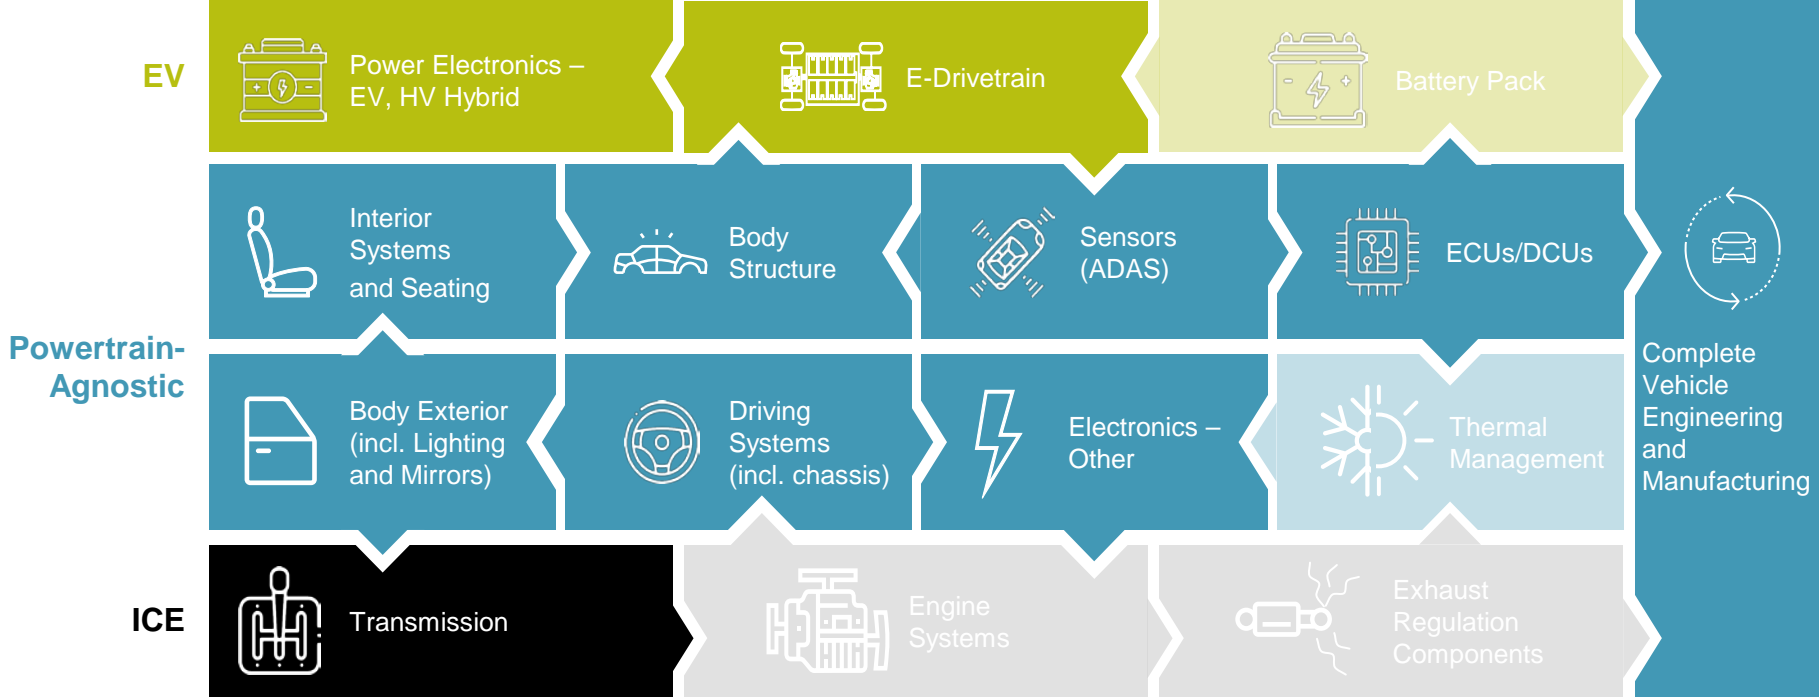 EV
Power Electronics –
EV, HV Hybrid
E-Drivetrain
Battery Pack
Powertrain-
Agnostic
Interior
Systems
and Seating
Body
Structure
Sensors
(ADAS)
ECUs/DCUs
Body Exterior
(incl. Lighting
and Mirrors)
Driving
Systems
(incl. chassis)
Electronics –
Other
Thermal
Management
ICE
Transmission
Engine
Systems
Exhaust
Regulation
Components
Complete
Vehicle
Engineering
and
Manufacturing